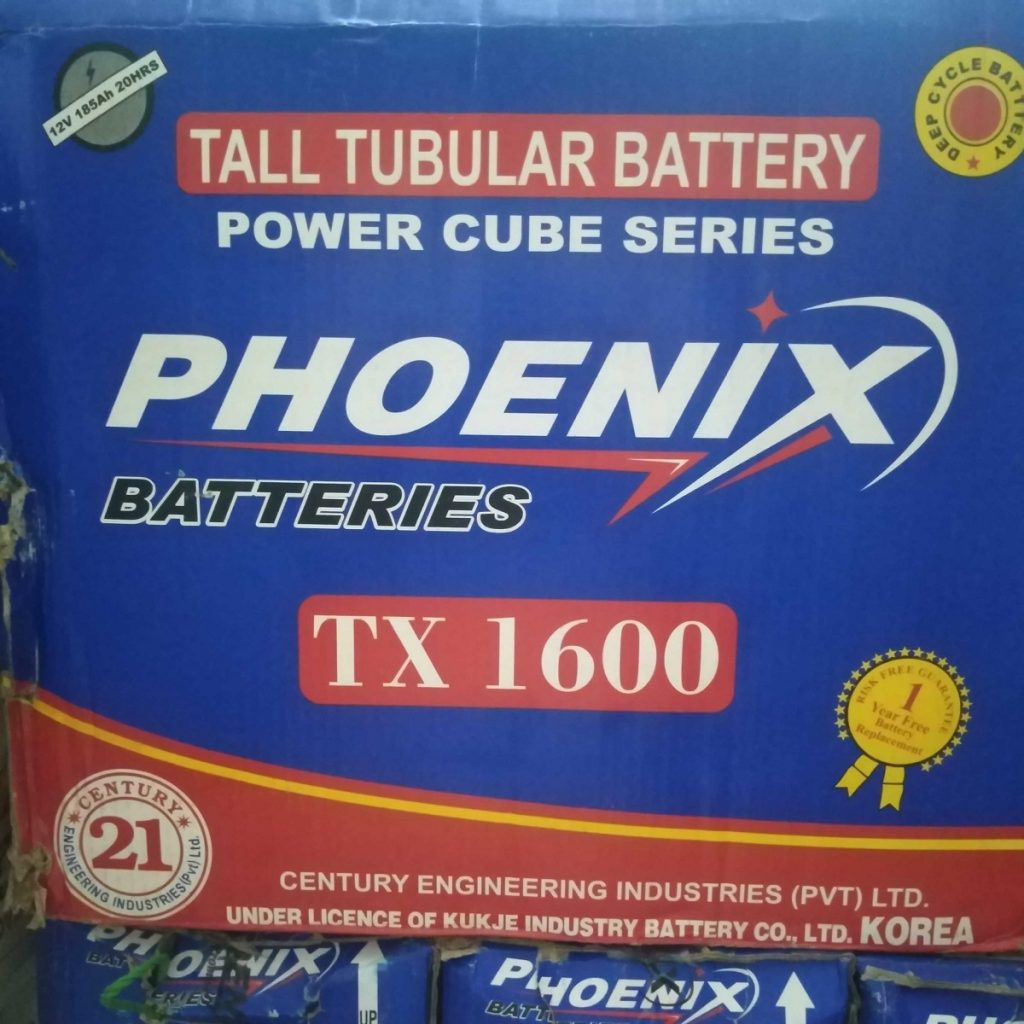 12V 185Ah 20HRS
DEEP CYCLE BATTERY
TALL TUBULAR BATTERY
POWER CUBE SERIES
PHOENIX
BATTERIES
TX 1600
RISK FREE GUARANTEE
1
Year Free
Battery
Replacement
CENTURY
21
ENGINEERING INDUSTRIES (Pvt) Ltd.
CENTURY ENGINEERING INDUSTRIES (PVT) LTD.
UNDER LICENCE OF KUKJE INDUSTRY BATTERY CO., LTD. KOREA
PHOENIX
BATTERIES
UP
PHOENIX